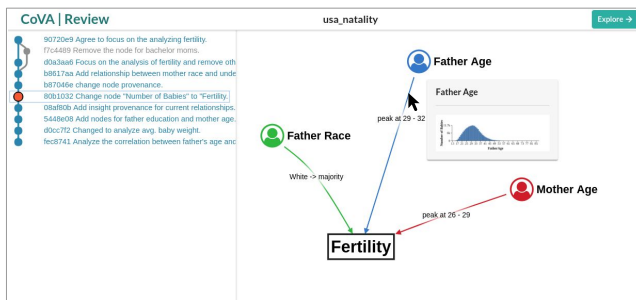 CoVA | Review
usa_natality
Explore →
90720e9 Agree to focus on the analyzing fertility.
f7c4489 Remove the node for bachelor moms.
d0a3aa6 Focus on the analysis of fertility and remove oth
b8617aa Add relationship between mother race and unde
b87046e change node provenance.
80b1032 Change node "Number of Babies" to "Fertility.
08af80b Add insight provenance for current relationships.
5448e08 Add nodes for father education and mother age.
d0cc7f2 Changed to analyze avg. baby weight.
fec8741 Analyze the correlation between father's age and
Father Age
Father Age
peak at 29 - 32
Number of Babies
Father Age
Father Race
White -> majority
Mother Age
peak at 26 - 29
Fertility